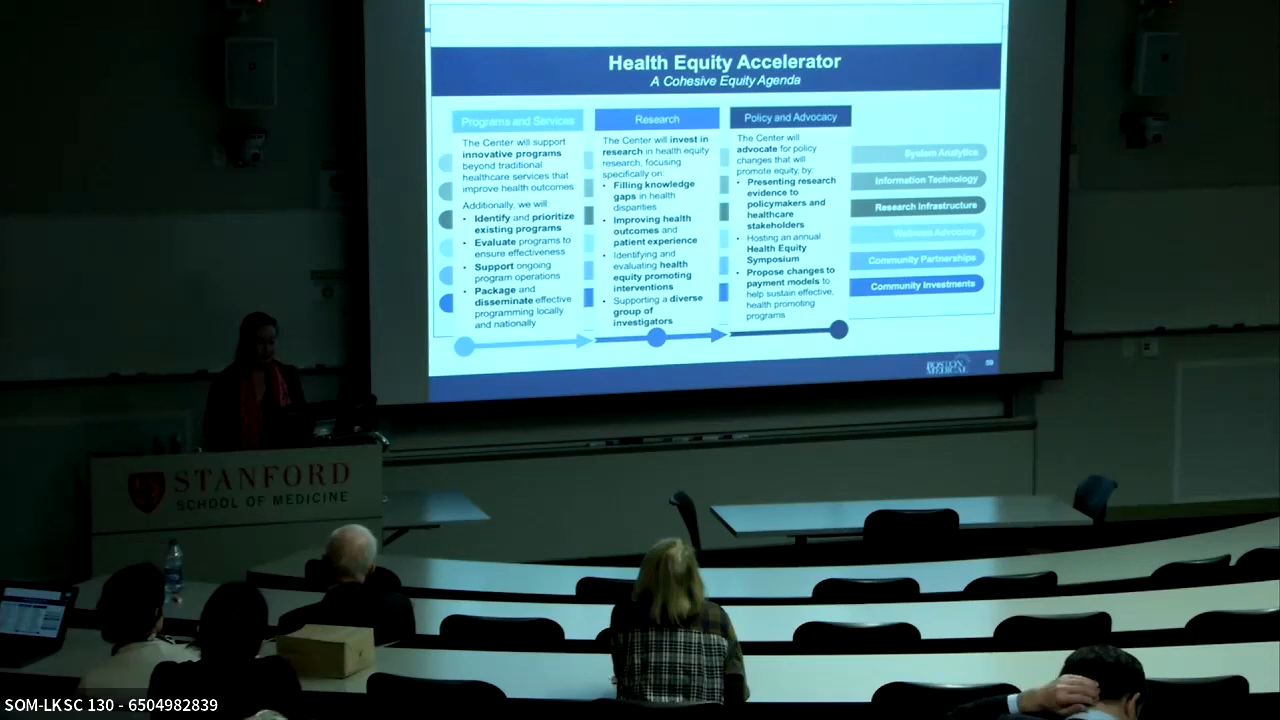 Health Equity Accelerator
A Cohesive Equity Agenda
Programs and Services
The Center will support
innovative programs
beyond traditional
healthcare services that
improve health outcomes
Additionally, we will:
• Identify and prioritize
existing programs
• Evaluate programs to
ensure effectiveness
• Support ongoing
program operations
• Package and
disseminate effective
programming locally
and nationally
Research
The Center will invest in
research in health equity
research, focusing
specifically on:
• Filling knowledge
gaps in health
disparities
• Improving health
outcomes and
patient experience
• Identifying and
evaluating health
equity promoting
interventions
• Supporting a diverse
group of
investigators
Policy and Advocacy
The Center will
advocate for policy
changes that will
promote equity, by:
• Presenting research
evidence to
policymakers and
healthcare
stakeholders
• Hosting an annual
Health Equity
Symposium
• Propose changes to
payment models to
help sustain effective,
health promoting
programs
System Analytics
Information Technology
Research Infrastructure
Wellness Advocacy
Community Partnerships
Community Investments
BOSTON
MEDICAL
STANFORD
SCHOOL OF MEDICINE
SOM-LKSC 130 - 6504982839